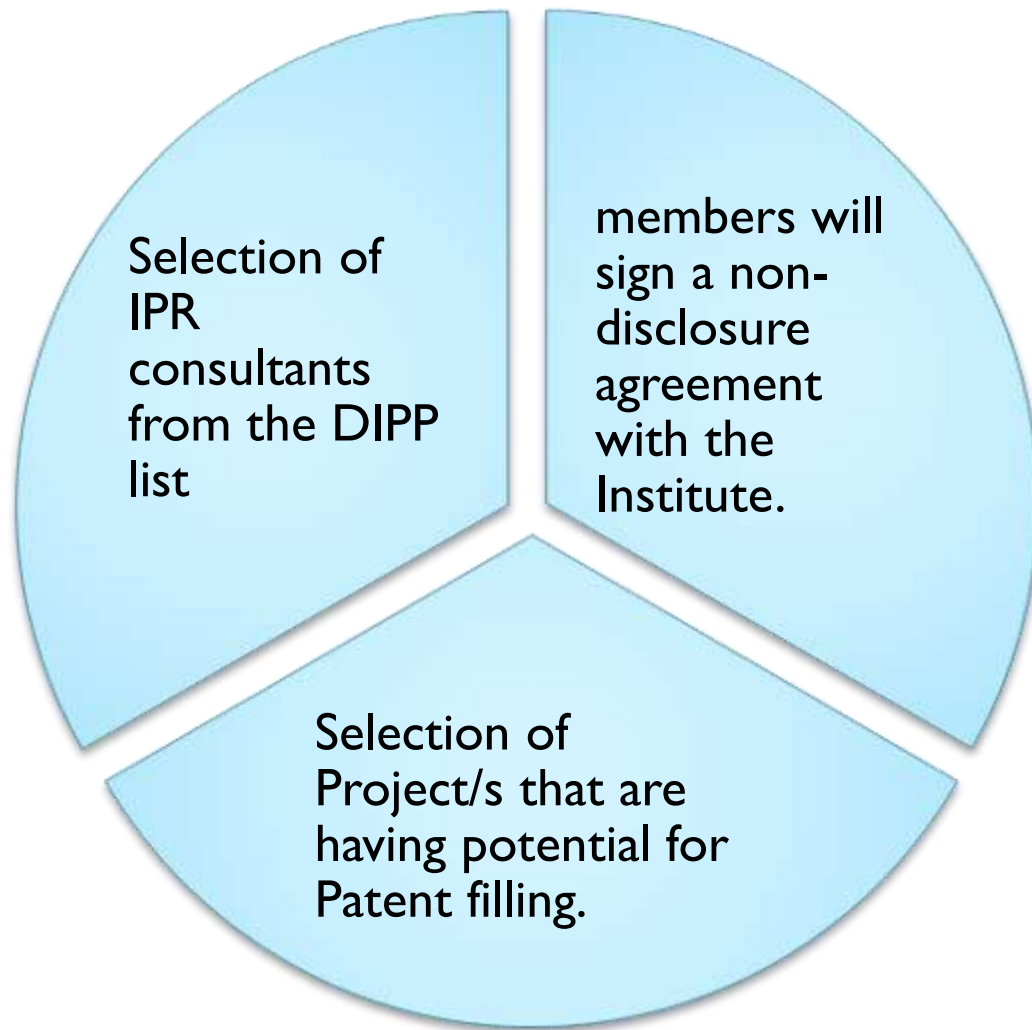 Selection of
IPR
consultants
from the DIPP
list
members will
sign a non-
disclosure
agreement
with the
Institute.
Selection of
Project/s that are
having potential for
Patent filling.